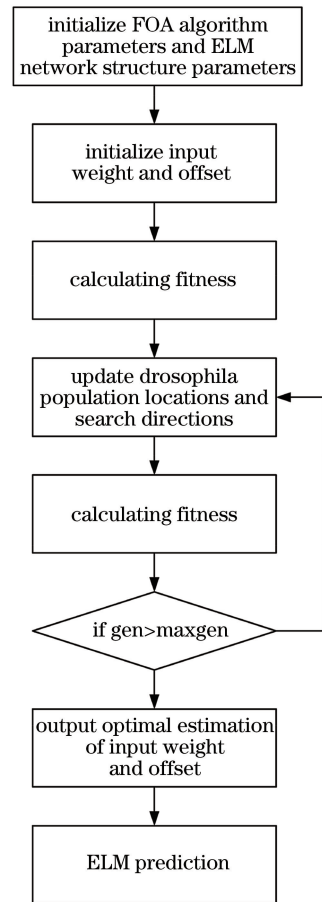 initialize FOA algorithm
parameters and ELM
network structure parameters
initialize input
weight and offset
calculating fitness
update drosophila
population locations and
search directions
calculating fitness
if gen>maxgen
output optimal estimation
of input weight
and offset
ELM prediction